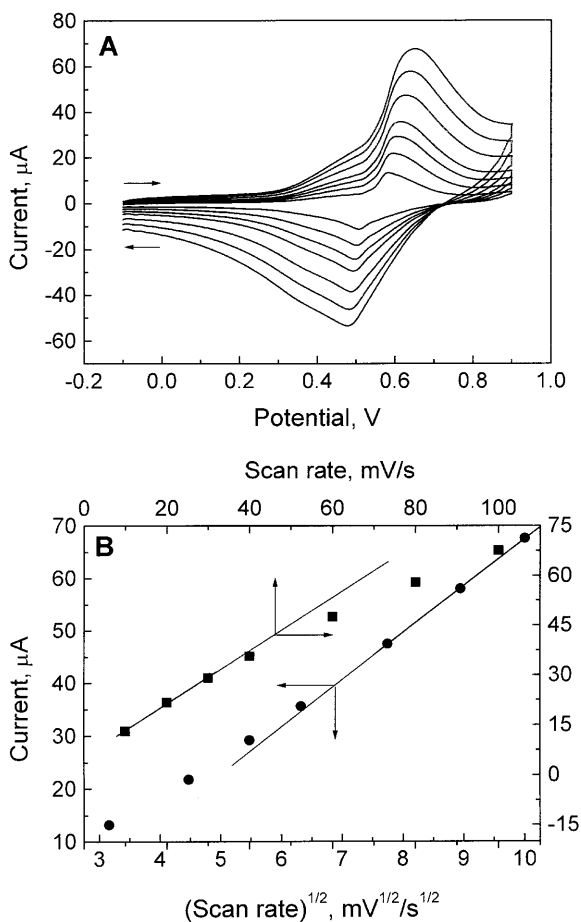 A
80
60
40
20
0
-20
-40
-60
Current, μA
-0.2 0.0 0.2 0.4 0.6 0.8 1.0
Potential, V
Scan rate, mV/s
0 20 40 60 80 100
B
70
60
50
40
30
20
10
Current, μA
75
60
45
30
15
0
-15
3 4 5 6 7 8 9 10
(Scan rate)^1/2, mV^1/2/s^1/2